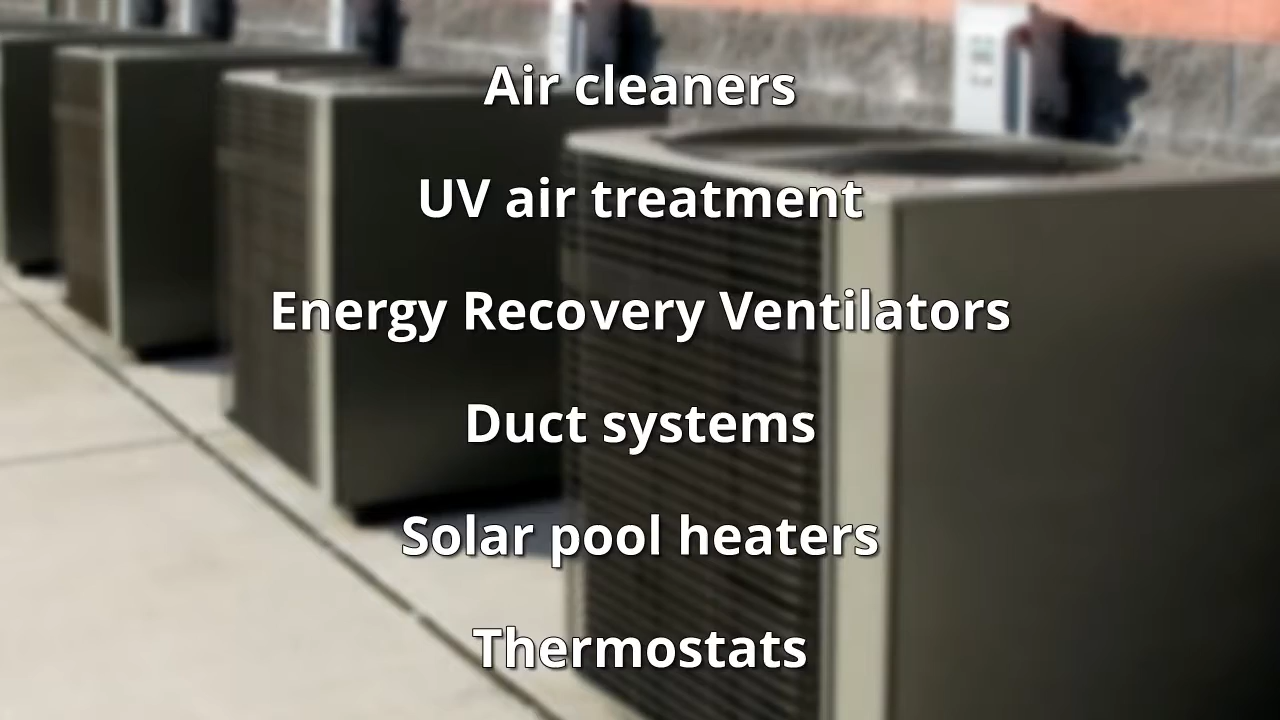 Air cleaners
UV air treatment
Energy Recovery Ventilators
Duct systems
Solar pool heaters
Thermostats